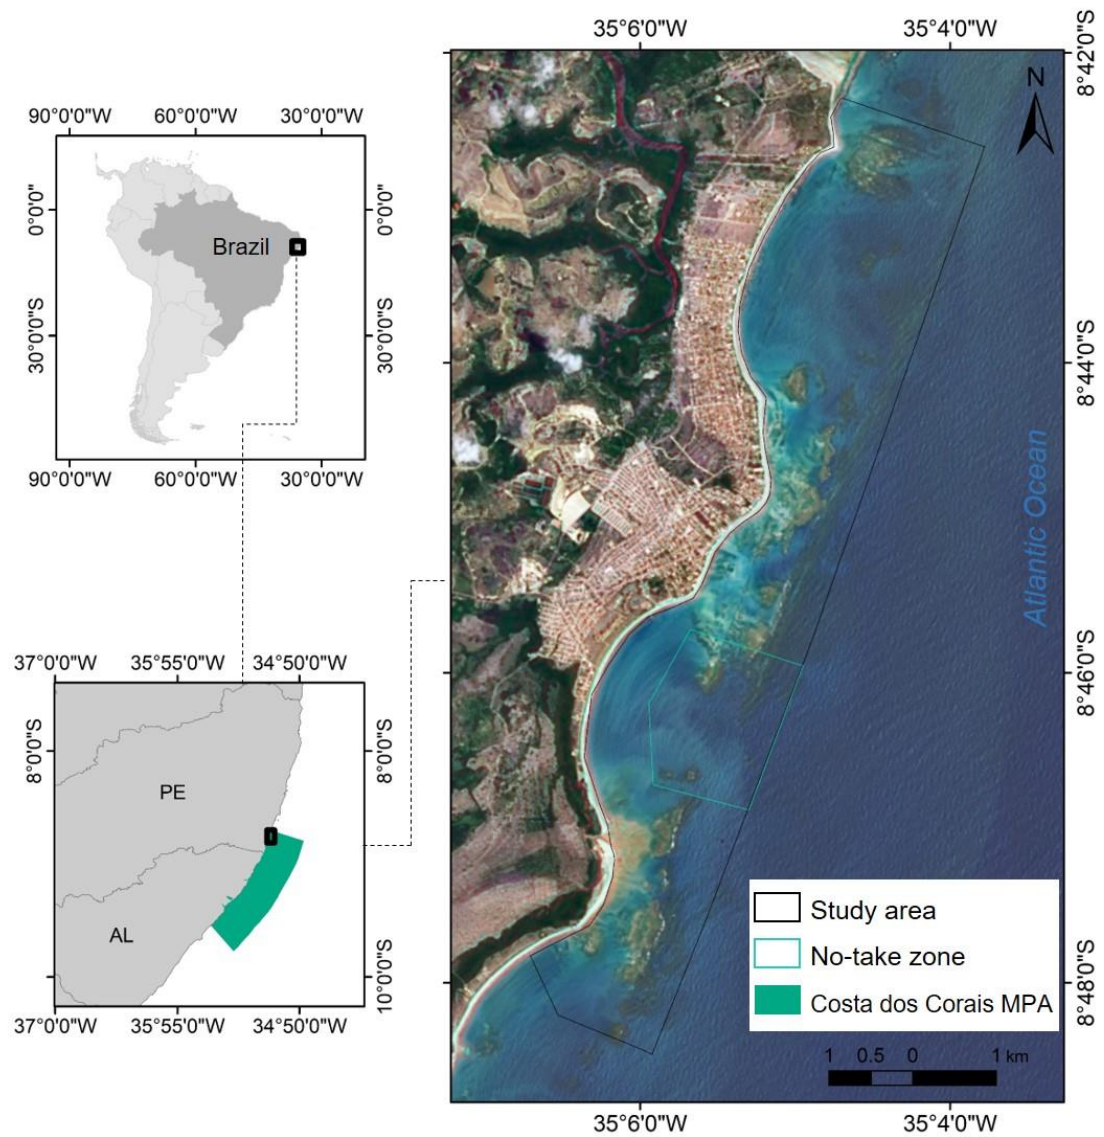 90°0'0"W 60°0'0"W 30°0'0"W
0°0'0"
0°0'0"
Brazil
30°0'0"S
30°0'0"S
90°0'0"W 60°0'0"W 30°0'0"W
37°0'0"W 35°55'0"W 34°50'0"W
8°0'0"S
8°0'0"S
PE
AL
10°0'0"S
10°0'0"S
37°0'0"W 35°55'0"W 34°50'0"W
35°6'0"W 35°4'0"W
8°42'0"S
N
8°44'0"S
Atlantic Ocean
8°46'0"S
Study area
No-take zone
Costa dos Corais MPA
8°48'0"S
1 0.5 0 1 km
35°6'0"W 35°4'0"W